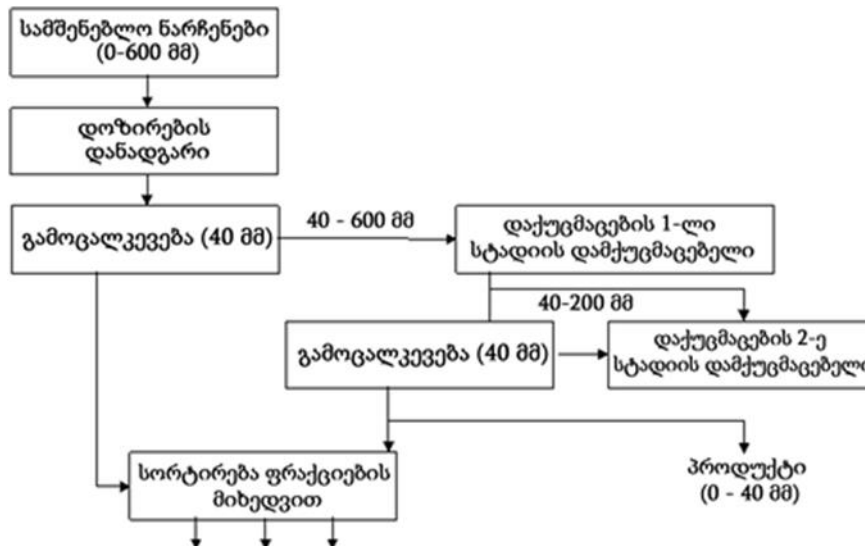 სამშენებლო ნარჩენები
(0-600 მმ)
დოზირების
დანადგარი
გამოცალკევება (40 მმ)
40 - 600 მმ
დაქუცმაცების 1-ლი
სტადიის დამქუცმაცებელი
40-200 მმ
გამოცალკევება (40 მმ)
დაქუცმაცების 2-ე
სტადიის დამქუცმაცებელი
სორტირება ფრაქციების
მიხედვით
პროდუქტი
(0 - 40 მმ)